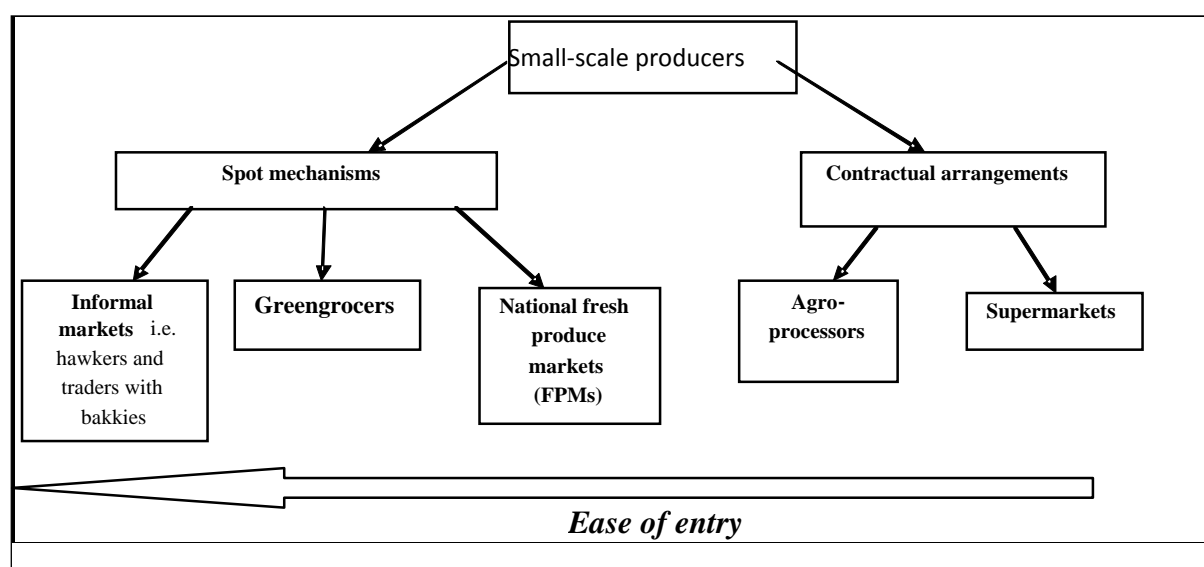 Small-scale producers
Spot mechanisms
Contractual arrangements
Informal
markets i.e.
hawkers and
traders with
bakkies
Greengrocers
National fresh
produce
markets
(FPMs)
Agro-
processors
Supermarkets
Ease of entry